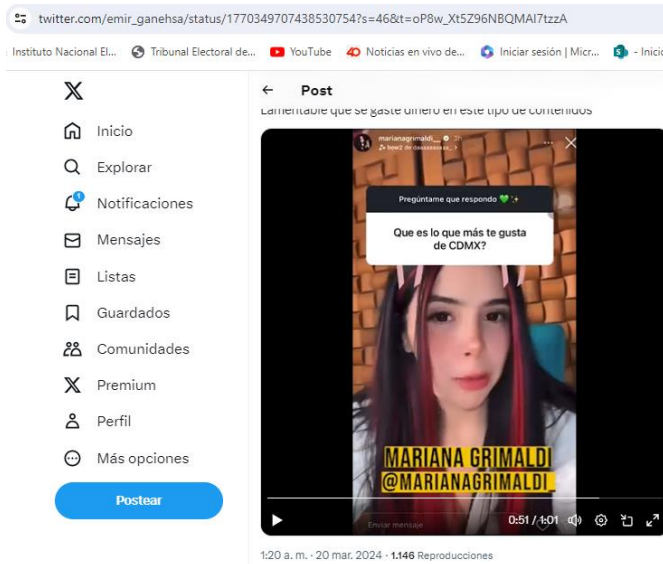 twitter.com/emir_ganehsa/status/1770349707438530754?s=46&t=oP8w_Xt5Z96NBQMAI7tzzA
Instituto Nacional El... Tribunal Electoral de... YouTube Noticias en vivo de... Iniciar sesión | Micr... - Inicio
Post
Lamentable que se gaste dinero en este tipo de contenidos
Inicio
Explorar
Notificaciones
Mensajes
Listas
Guardados
Comunidades
Premium
Perfil
Más opciones
Postear
marianagrimaldi__ 3h
Pregúntame que respondo
Que es lo que más te gusta
de CDMX?
MARIANA GRIMALDI
@MARIANAGRIMALDI_
Enviar mensaje
0:51 / 1:01
1:20 a. m. · 20 mar. 2024 · 1.146 Reproducciones